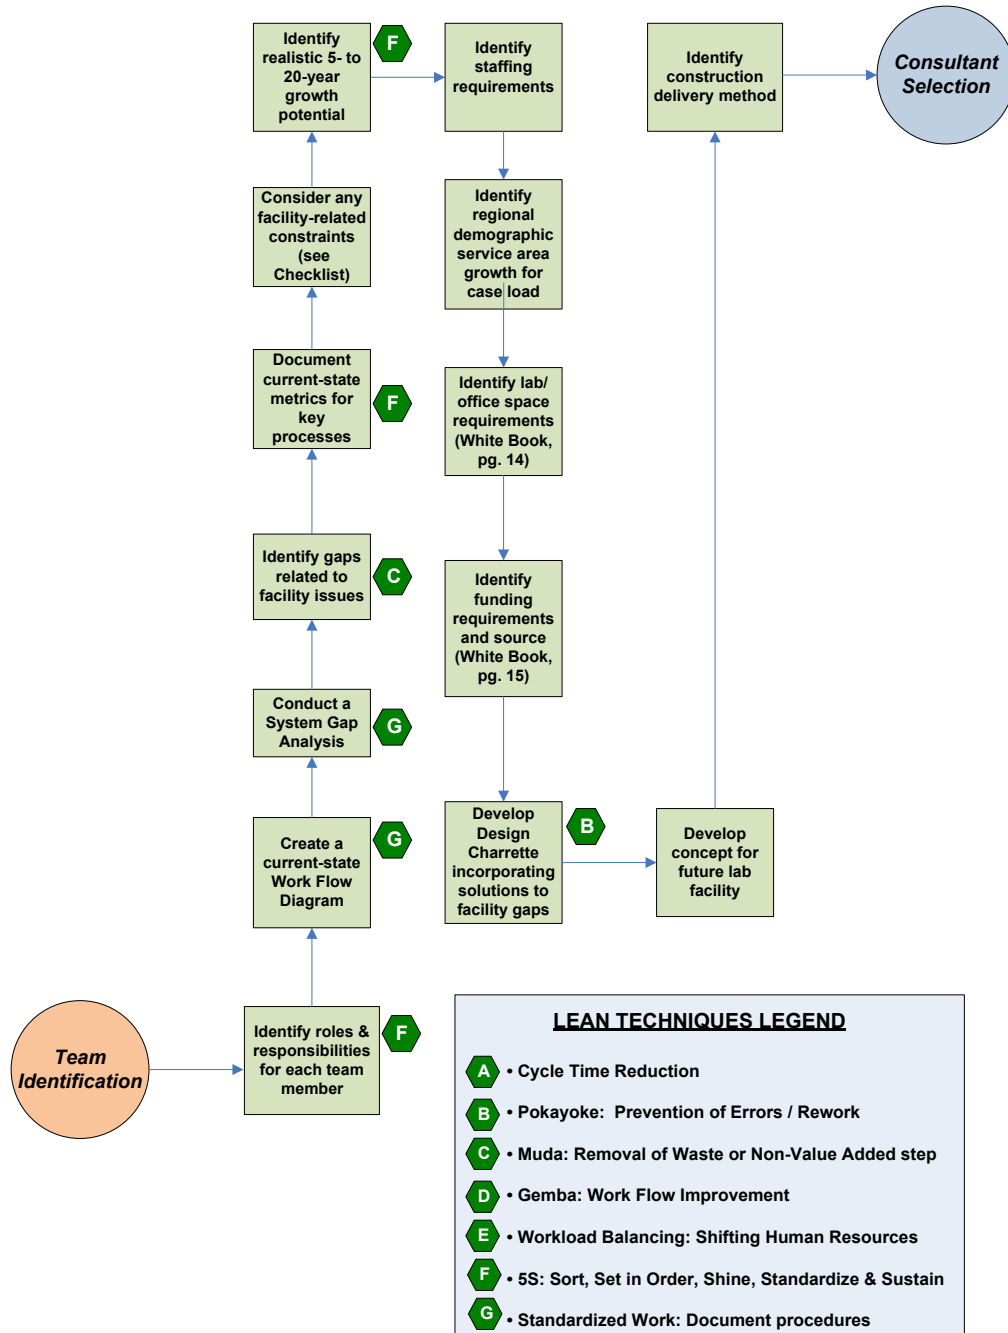 Identify
realistic 5- to
20-year
growth
potential
F
Identify
staffing
requirements
Identify
construction
delivery method
Consultant
Selection
Consider any
facility-related
constraints
(see
Checklist)
Identify
regional
demographic
service area
growth for
case load
Document
current-state
metrics for
key
processes
F
Identify lab/
office space
requirements
(White Book,
pg. 14)
Identify gaps
related to
facility issues
C
Identify
funding
requirements
and source
(White Book,
pg. 15)
Conduct a
System Gap
Analysis
G
Create a
current-state
Work Flow
Diagram
G
Develop
Design
Charrette
incorporating
solutions to
facility gaps
B
Develop
concept for
future lab
facility
Team
Identification
Identify roles &
responsibilities
for each team
member
F
LEAN TECHNIQUES LEGEND
A • Cycle Time Reduction
B • Pokayoke: Prevention of Errors / Rework
C • Muda: Removal of Waste or Non-Value Added step
D • Gemba: Work Flow Improvement
E • Workload Balancing: Shifting Human Resources
F • 5S: Sort, Set in Order, Shine, Standardize & Sustain
G • Standardized Work: Document procedures